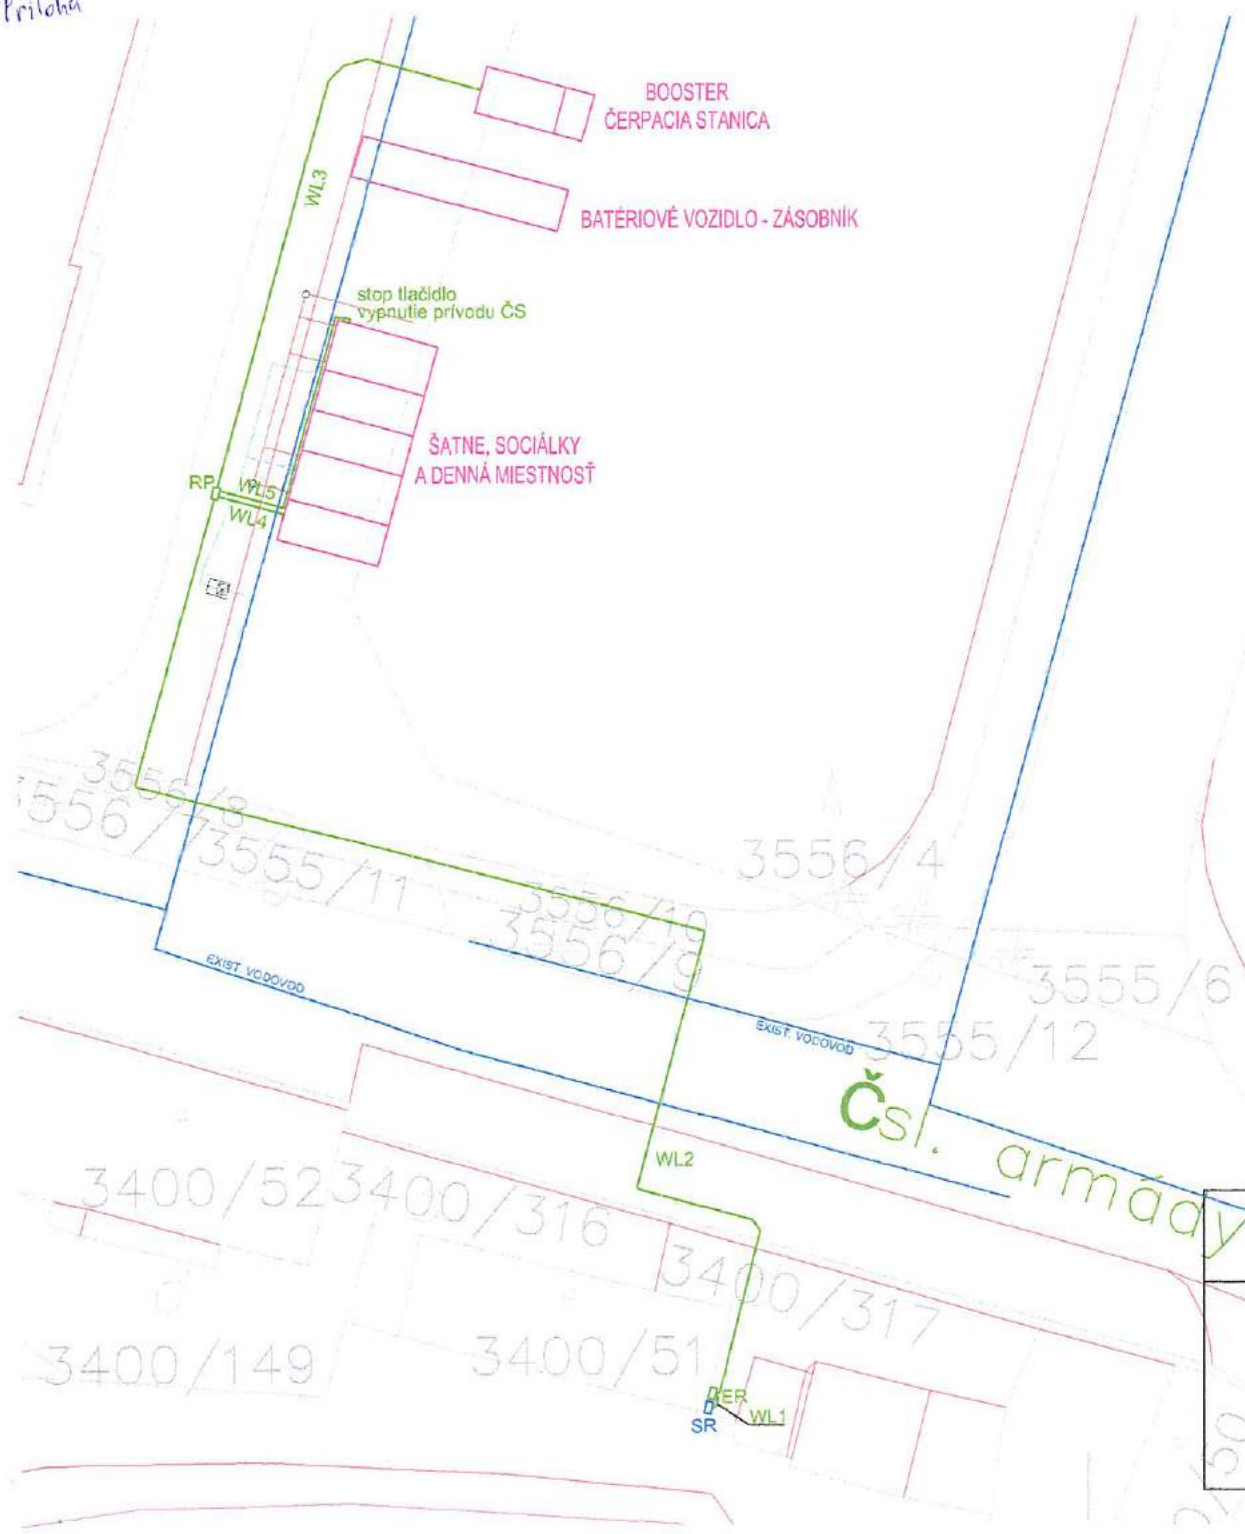 Príloha
BOOSTER
ČERPACIA STANICA
WL3
BATÉRIOVÉ VOZIDLO - ZÁSOBNÍK
stop tlačidlo
vypnutie prívodu ČS
ŠATNE, SOCIÁLKY
A DENNÁ MIESTNOSŤ
RP
WL5
WL4
3556/8
3556/7
3555/11
3556/4
3556/10
3556/9
EXIST. VODOVOD
3555/6
EXIST. VODOVOD
3555/12
Čsl. armády
WL2
3400/52
3400/316
3400/317
3400/149
3400/51
ER
SR
WL1